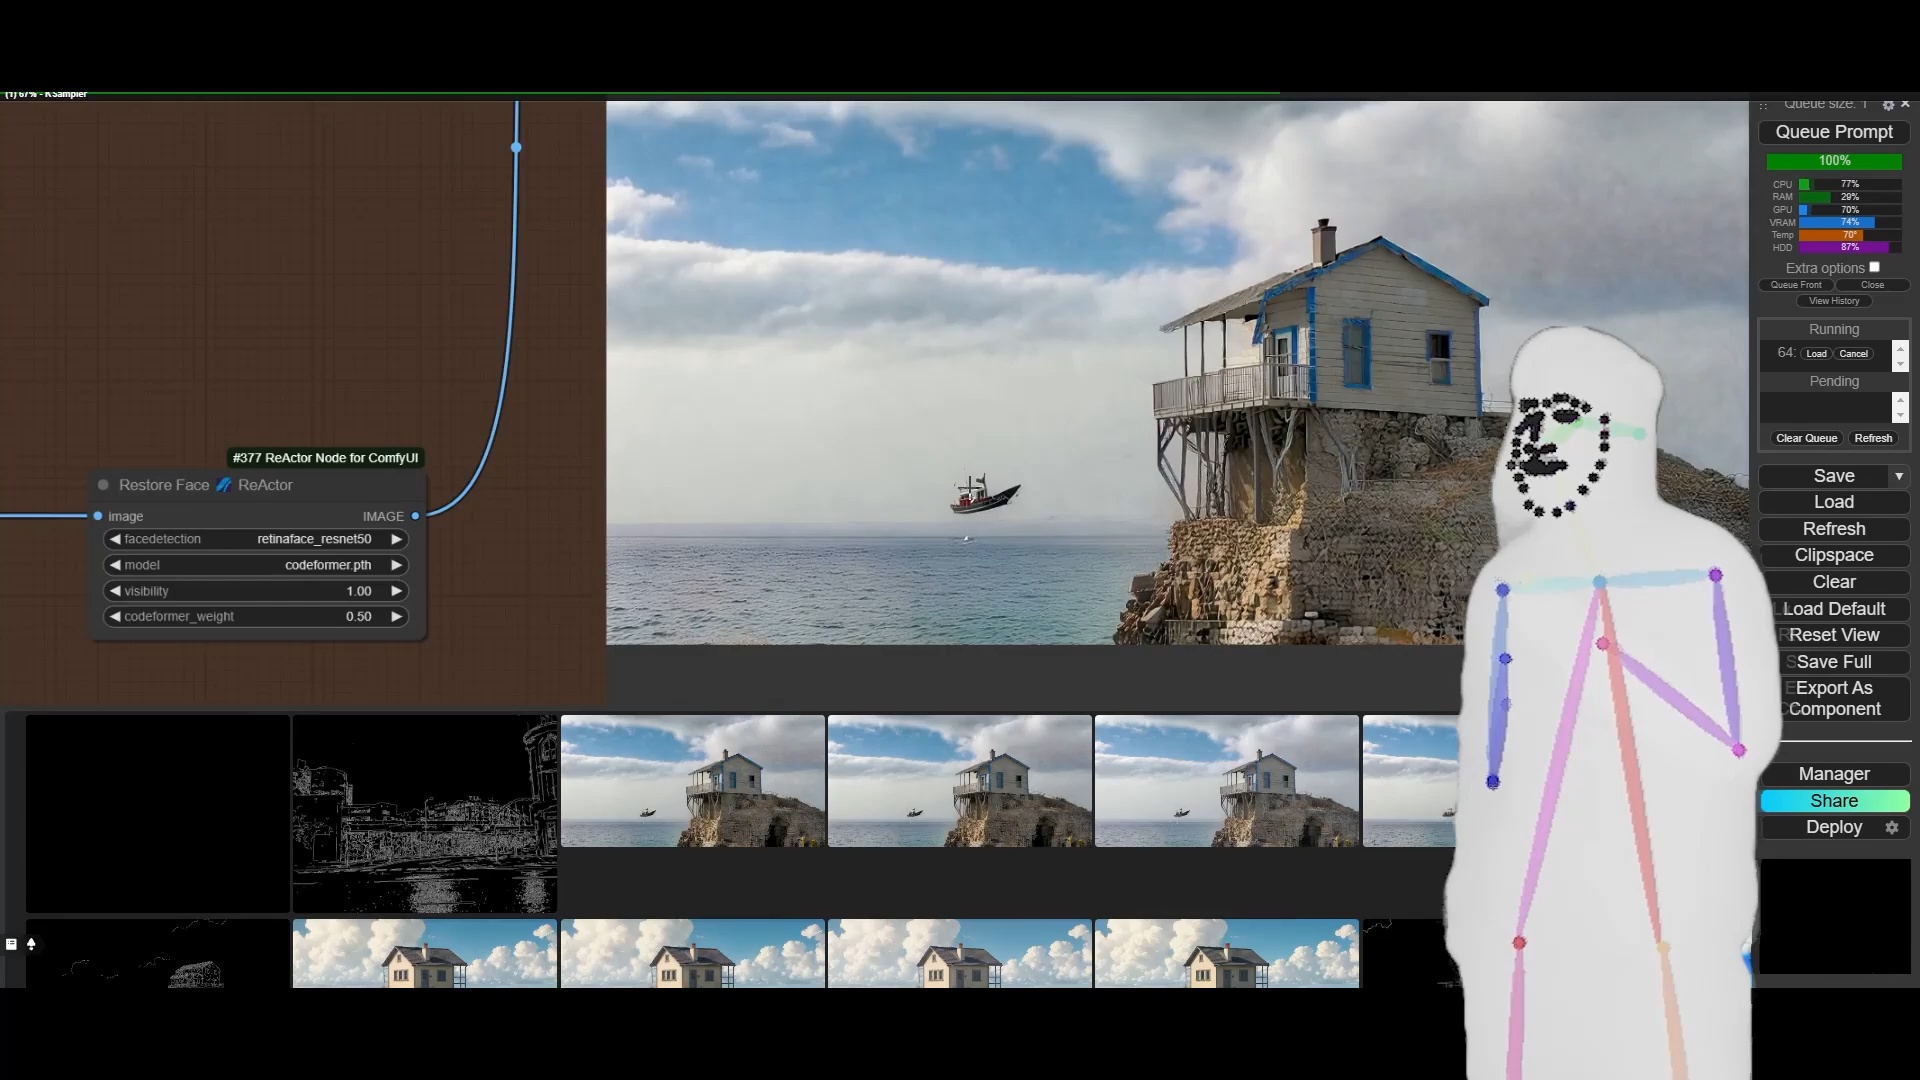 (1) 67% - KSampler
Queue size: 1
Queue Prompt
100%
CPU 77%
RAM 29%
GPU 70%
VRAM 74%
Temp 70°
HDD 87%
Extra options
Queue Front Close
View History
Running
64: Load Cancel
Pending
Clear Queue Refresh
#377 ReActor Node for ComfyUI
Restore Face ReActor
image IMAGE
facedetection retinaface_resnet50
model codeformer.pth
visibility 1.00
codeformer_weight 0.50
Save
Load
Refresh
Clipspace
Clear
Load Default
Reset View
Save Full
Export As
Component
Manager
Share
Deploy